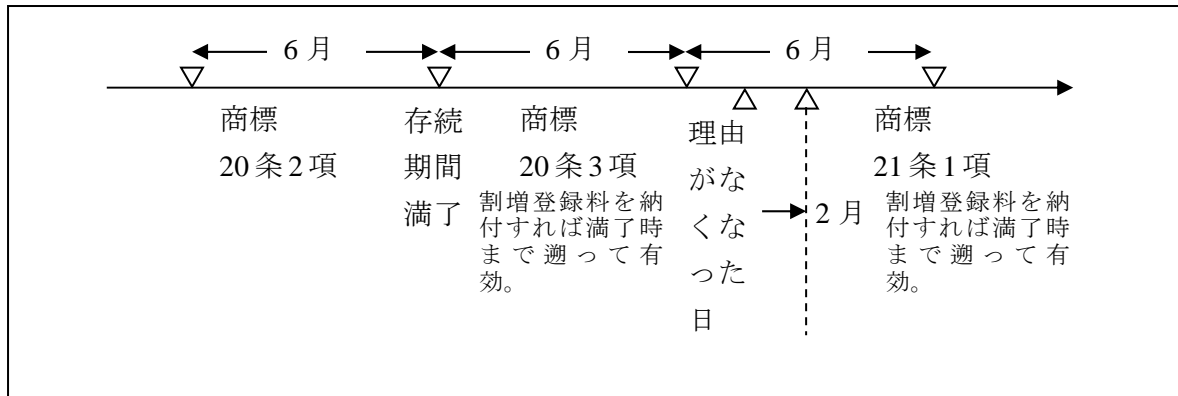 6月
6月
6月
商標
20条2項
存続
期間
満了
商標
20条3項
割増登録料を納
付すれば満了時
まで遡って有
効。
理由
がな
くな
った
日
2月
商標
21条1項
割増登録料を納
付すれば満了時
まで遡って有
効。